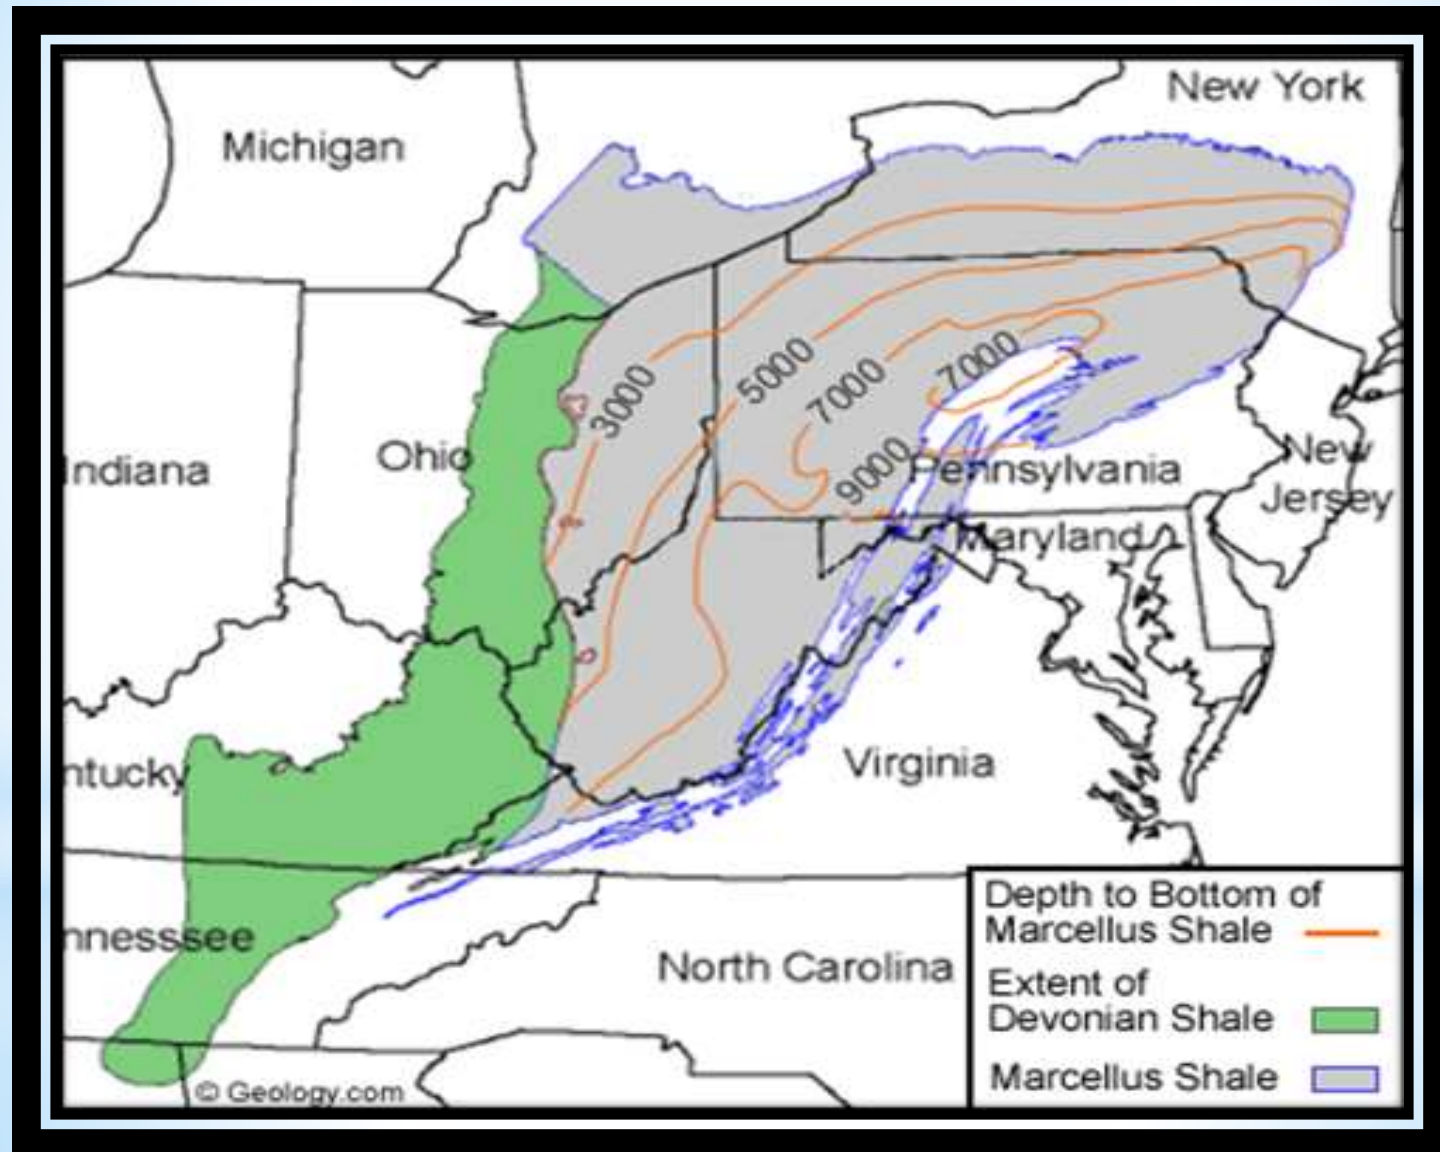 New York
Michigan
3000
5000
7000
7000
9000
Ohio
Indiana
Pennsylvania
New
Jersey
Maryland
ntucky
Virginia
nnesssee
North Carolina
Depth to Bottom of
Marcellus Shale
Extent of
Devonian Shale
Marcellus Shale
© Geology.com